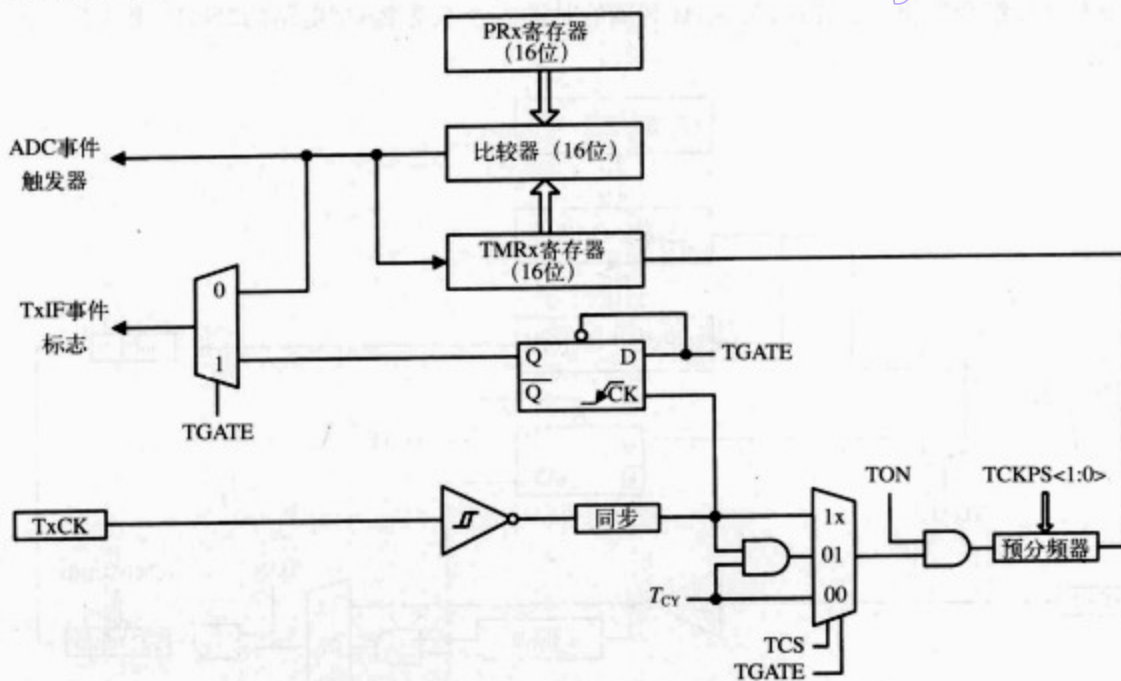 PRx寄存器
（16位）
ADC事件
触发器
比较器（16位）
TMRx寄存器
（16位）
0
TxIF事件
标志
1
Q
D
TGATE
Q
CK
TGATE
TON
TCKPS<1:0>
TxCK
同步
1x
01
预分频器
TCY
00
TCS
TGATE